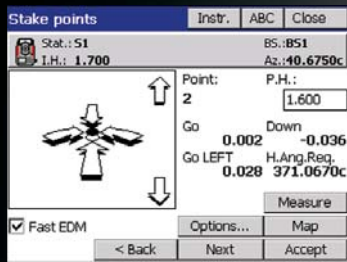 Stake points Instr. ABC Close
Stat.: S1 BS.: BS1
I.H.: 1.700 Az.: 40.6750c
Point: P.H.:
2 1.600
Go Down
0.002 -0.036
Go LEFT H.Ang.Req.
0.028 371.0670c
Measure
Fast EDM Options... Map
< Back Next Accept